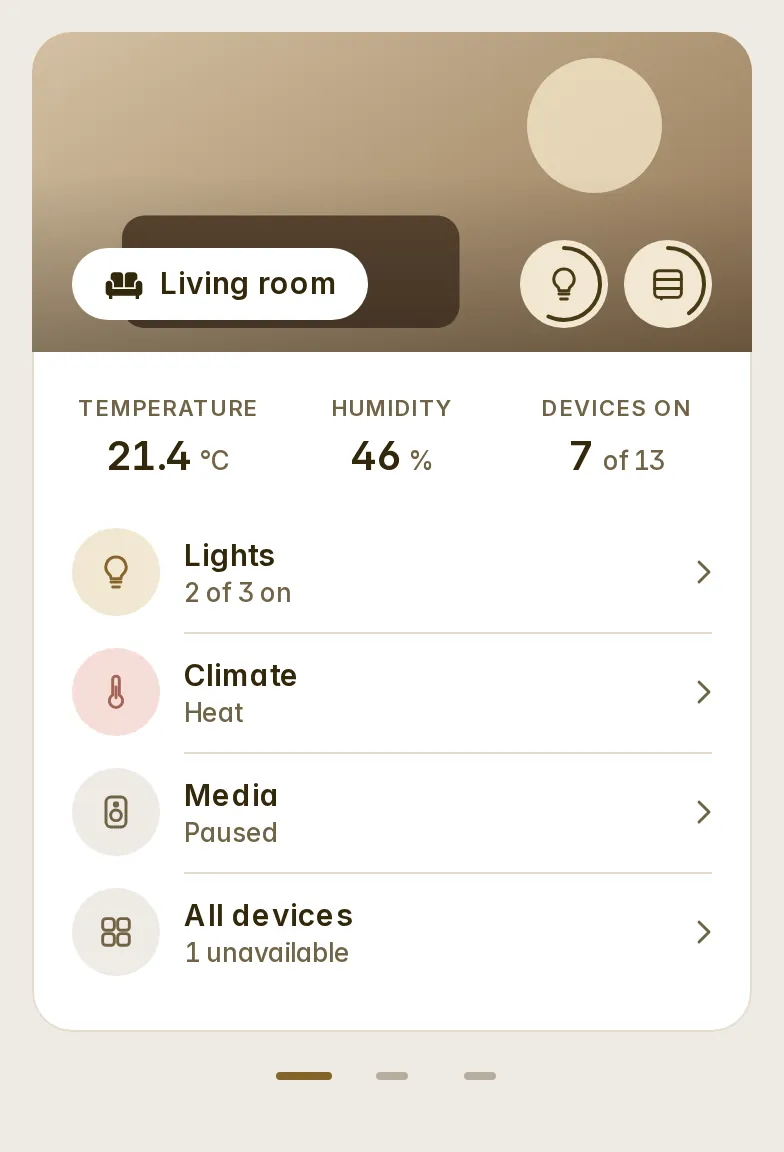 Living room
TEMPERATURE HUMIDITY DEVICES ON
21.4 °C 46 % 7 of 13
Lights
2 of 3 on
Climate
Heat
Media
Paused
All devices
1 unavailable